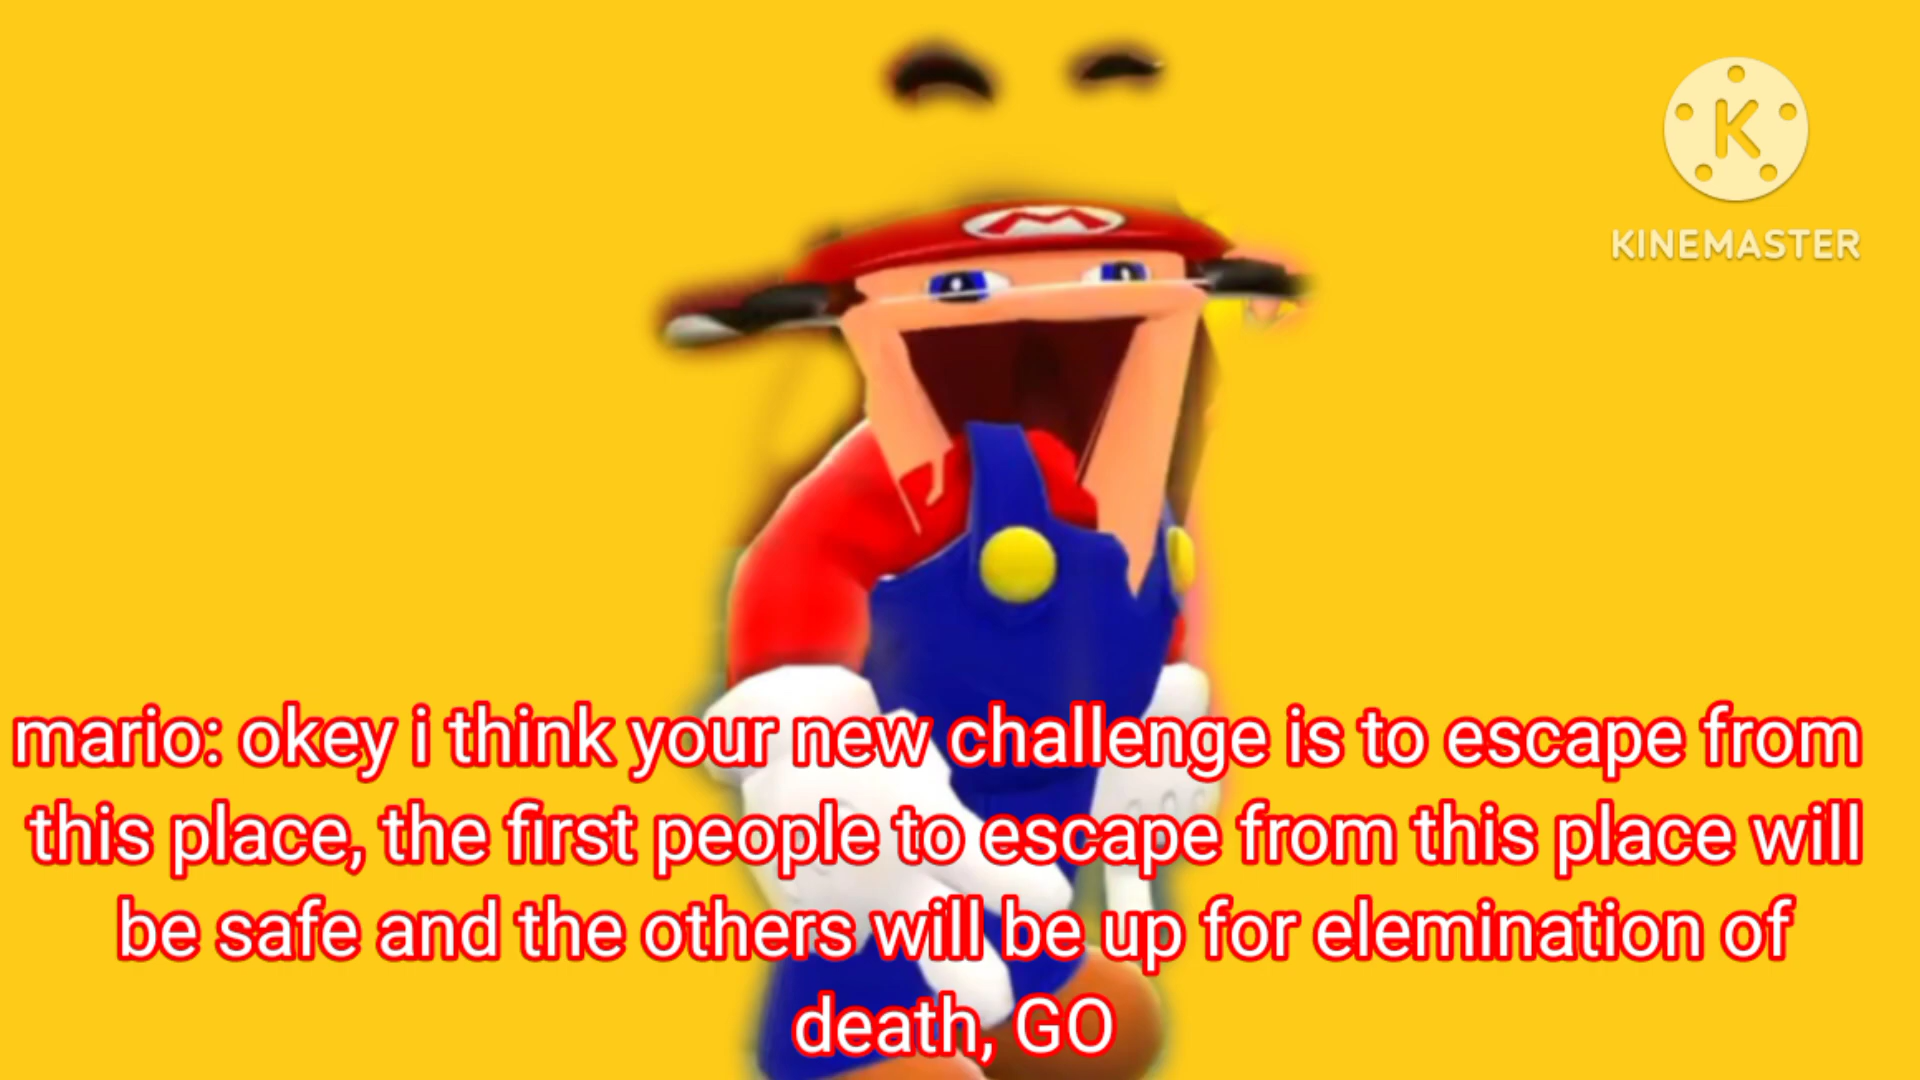 K
KINEMASTER
M
mario: okey i think your new challenge is to escape from
this place, the first people to escape from this place will
be safe and the others will be up for elemination of
death, GO